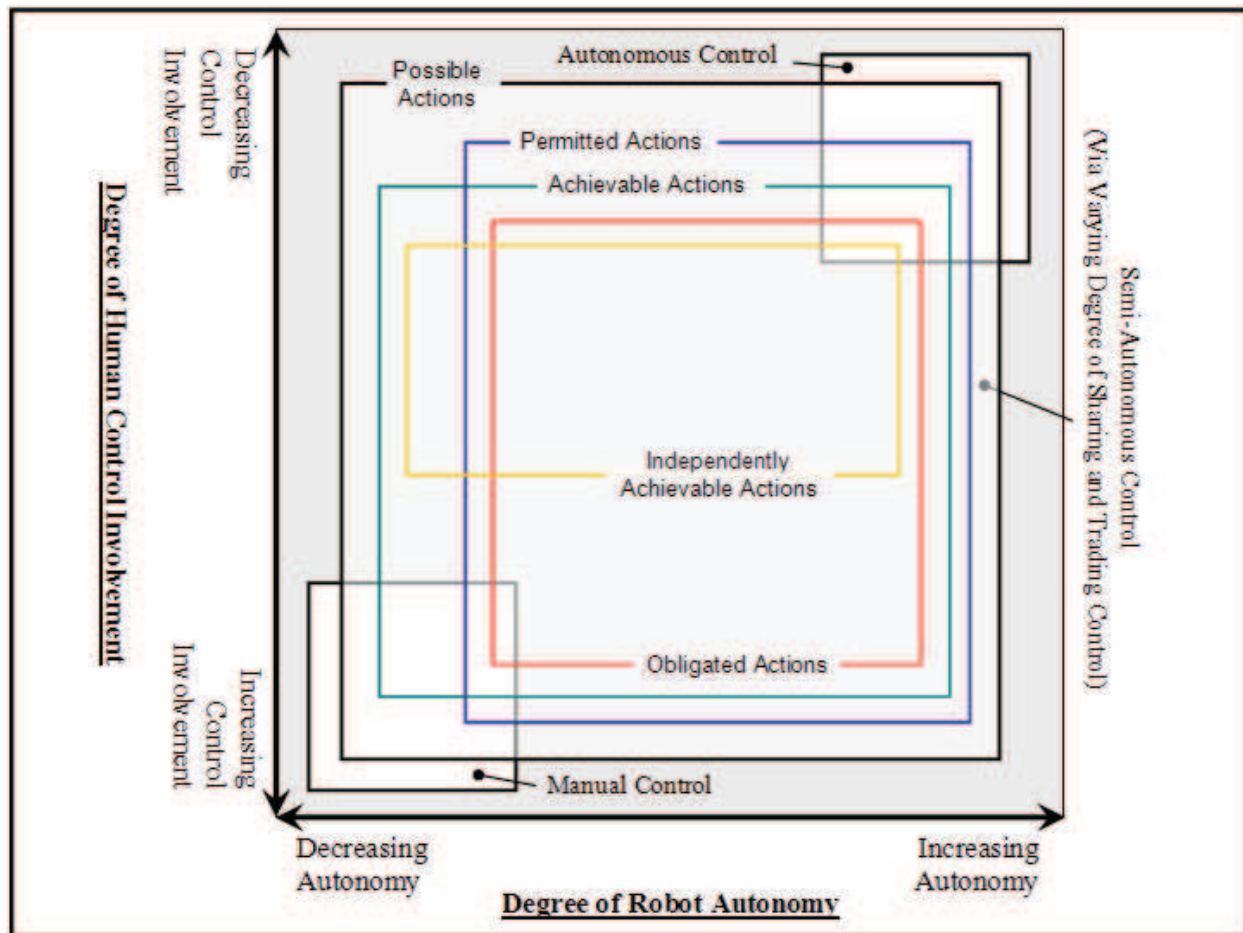 Decreasing
Control
Involvement
Degree of Human Control Involvement
Increasing
Control
Involvement
Autonomous Control
Possible
Actions
Permitted Actions
Achievable Actions
Independently
Achievable Actions
Obligated Actions
Manual Control
Semi-Autonomous Control
(Via Varying Degree of Sharing and Trading Control)
Decreasing
Autonomy
Increasing
Autonomy
Degree of Robot Autonomy